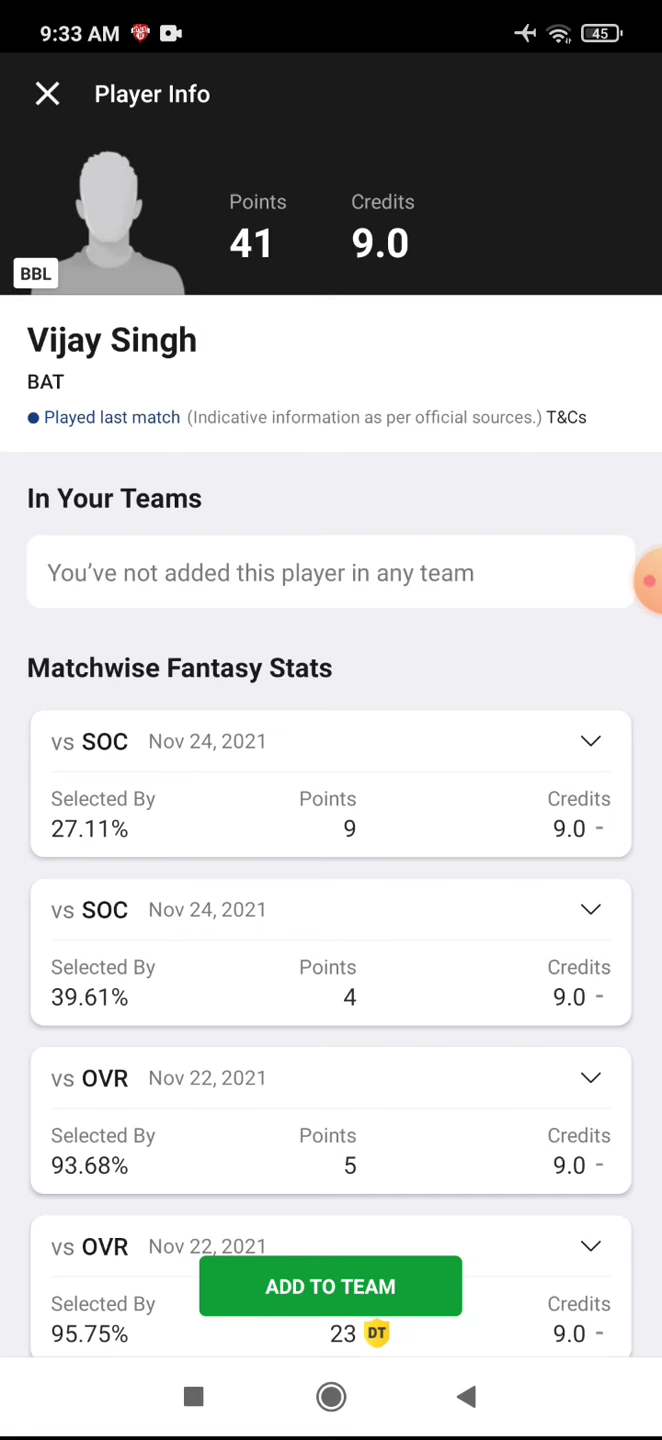 9:33 AM
45
Player Info
Points
Credits
41
9.0
BBL
Vijay Singh
BAT
Played last match (Indicative information as per official sources.) T&Cs
In Your Teams
You’ve not added this player in any team
Matchwise Fantasy Stats
vs SOC Nov 24, 2021
Selected By Points Credits
27.11% 9 9.0 -
vs SOC Nov 24, 2021
Selected By Points Credits
39.61% 4 9.0 -
vs OVR Nov 22, 2021
Selected By Points Credits
93.68% 5 9.0 -
vs OVR Nov 22, 2021
ADD TO TEAM
Selected By Credits
95.75% 23 DT 9.0 -